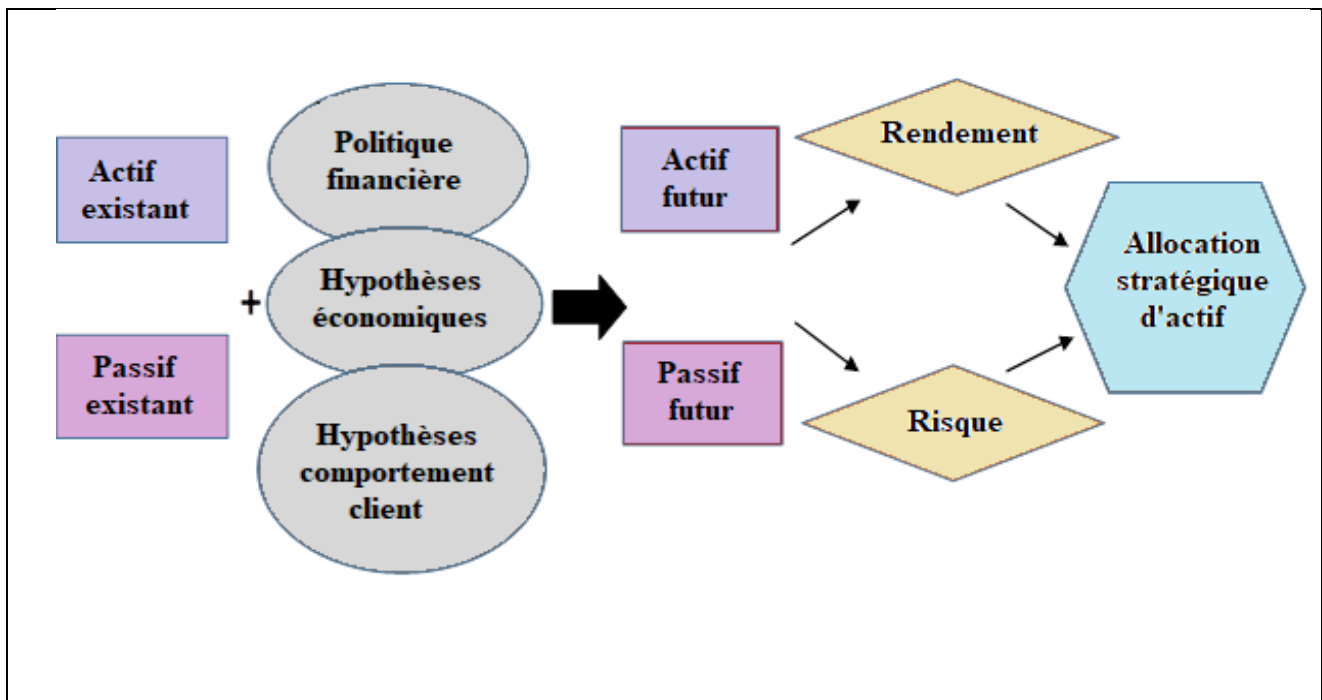 Actif
existant
+
Passif
existant
Politique
financière
Hypothèses
économiques
Hypothèses
comportement
client
Actif
futur
Passif
futur
Rendement
Risque
Allocation
stratégique
d'actif